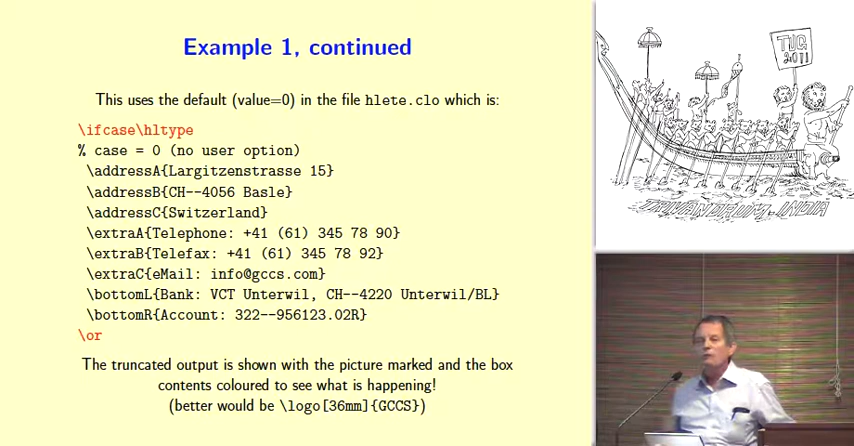 Example 1, continued
This uses the default (value=0) in the file hlete.clo which is:
\ifcase\hltype
% case = 0 (no user option)
\addressA{Largitzenstrasse 15}
\addressB{CH--4056 Basle}
\addressC{Switzerland}
\extraA{Telephone: +41 (61) 345 78 90}
\extraB{Telefax: +41 (61) 345 78 92}
\extraC{eMail: info@gccs.com}
\bottomL{Bank: VCT Unterwil, CH--4220 Unterwil/BL}
\bottomR{Account: 322--956123.02R}
\or
The truncated output is shown with the picture marked and the box
contents coloured to see what is happening!
(better would be \logo[36mm]{GCCS})
TUG
2011
TRIVANDRUM-INDIA